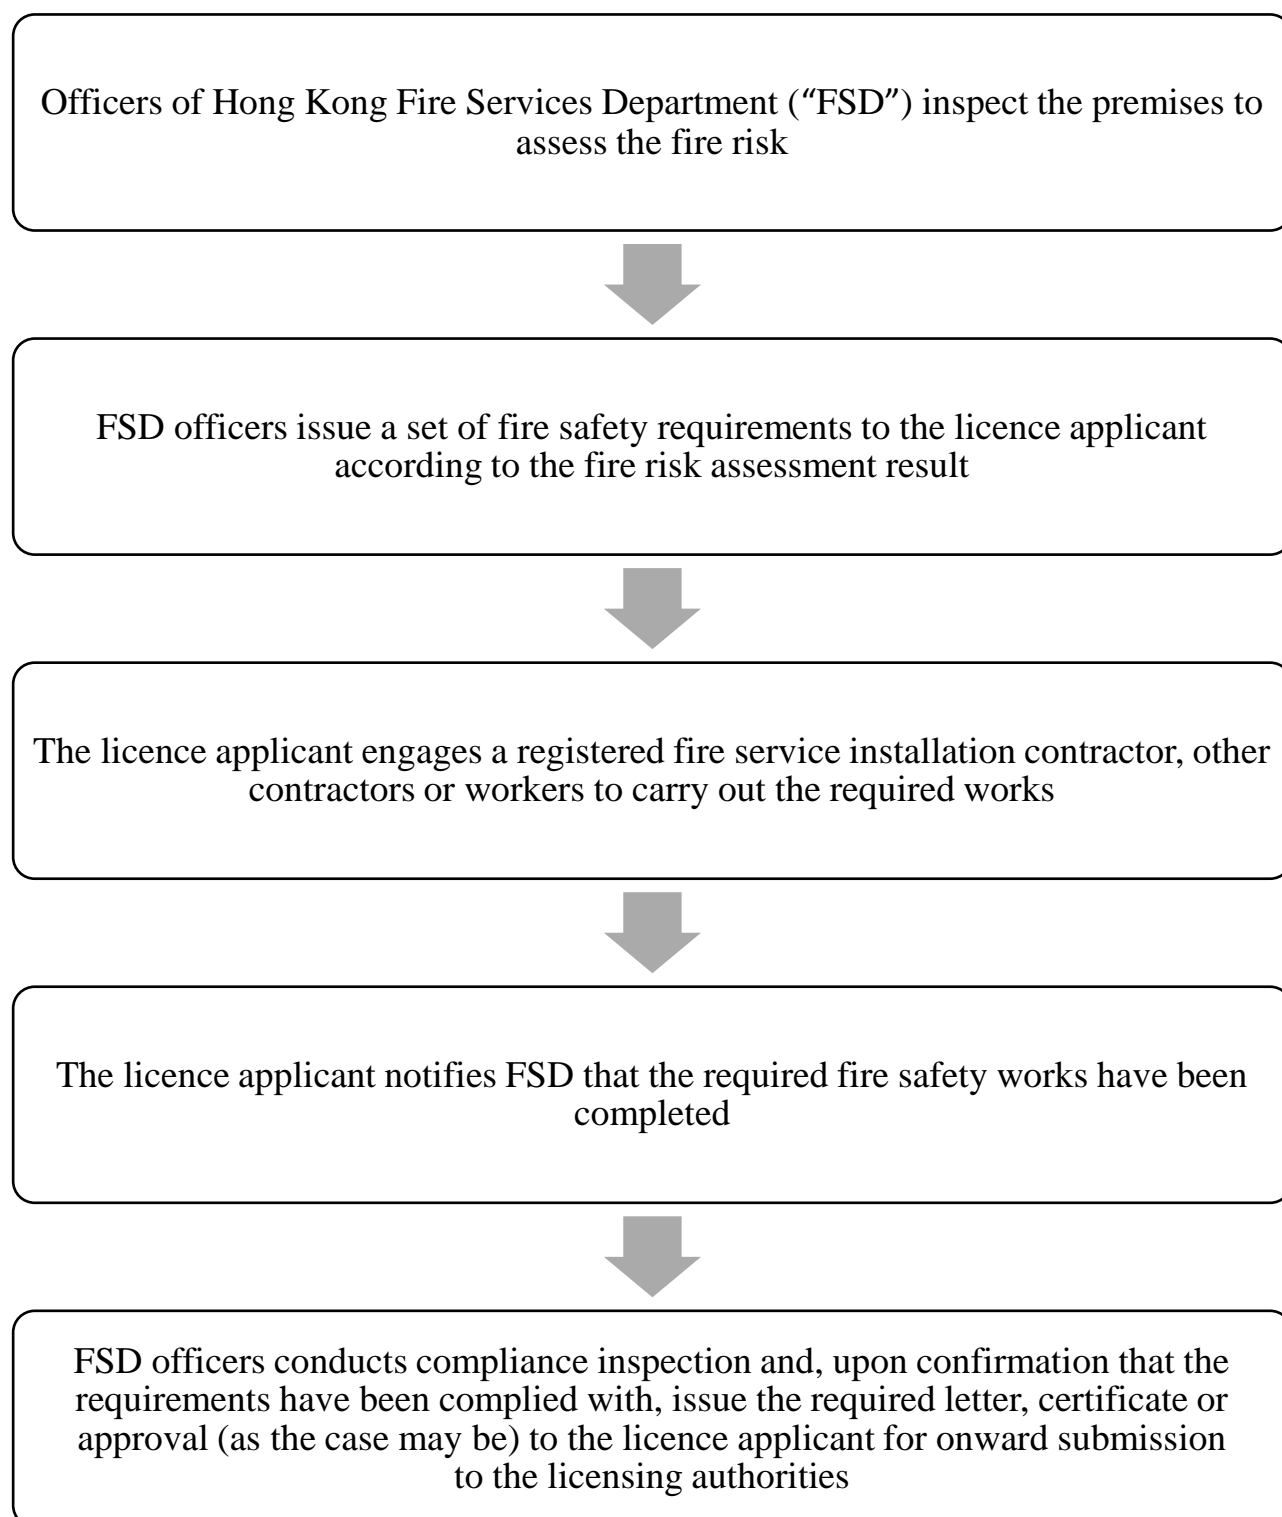 Officers of Hong Kong Fire Services Department (“FSD”) inspect the premises to
assess the fire risk
FSD officers issue a set of fire safety requirements to the licence applicant
according to the fire risk assessment result
The licence applicant engages a registered fire service installation contractor, other
contractors or workers to carry out the required works
The licence applicant notifies FSD that the required fire safety works have been
completed
FSD officers conducts compliance inspection and, upon confirmation that the
requirements have been complied with, issue the required letter, certificate or
approval (as the case may be) to the licence applicant for onward submission
to the licensing authorities